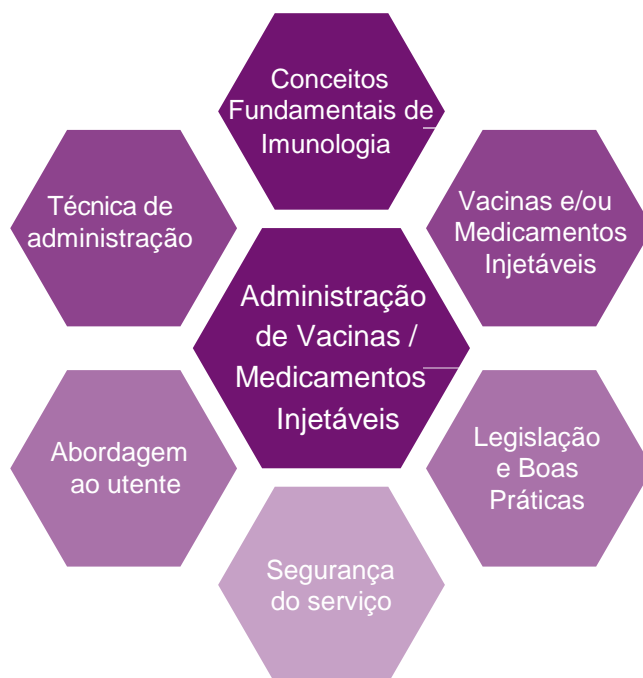 Conceitos
Fundamentais de
Imunologia
Técnica de
administração
Vacinas e/ou
Medicamentos
Injetáveis
Administração
de Vacinas /
Medicamentos
Injetáveis
Abordagem
ao utente
Legislação
e Boas
Práticas
Segurança
do serviço